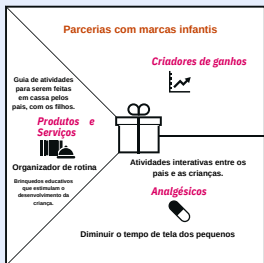 Parcerias com marcas infantis
Criadores de ganhos
Guia de atividades
para serem feitas
em cassa pelos
pais, com os filhos.
Produtos e
Serviços
Organizador de rotina
Brinquedos educativos
que estimulam o
desenvolvimento da
criança.
Atividades interativas entre os
pais e as crianças.
Analgésicos
Diminuir o tempo de tela dos pequenos